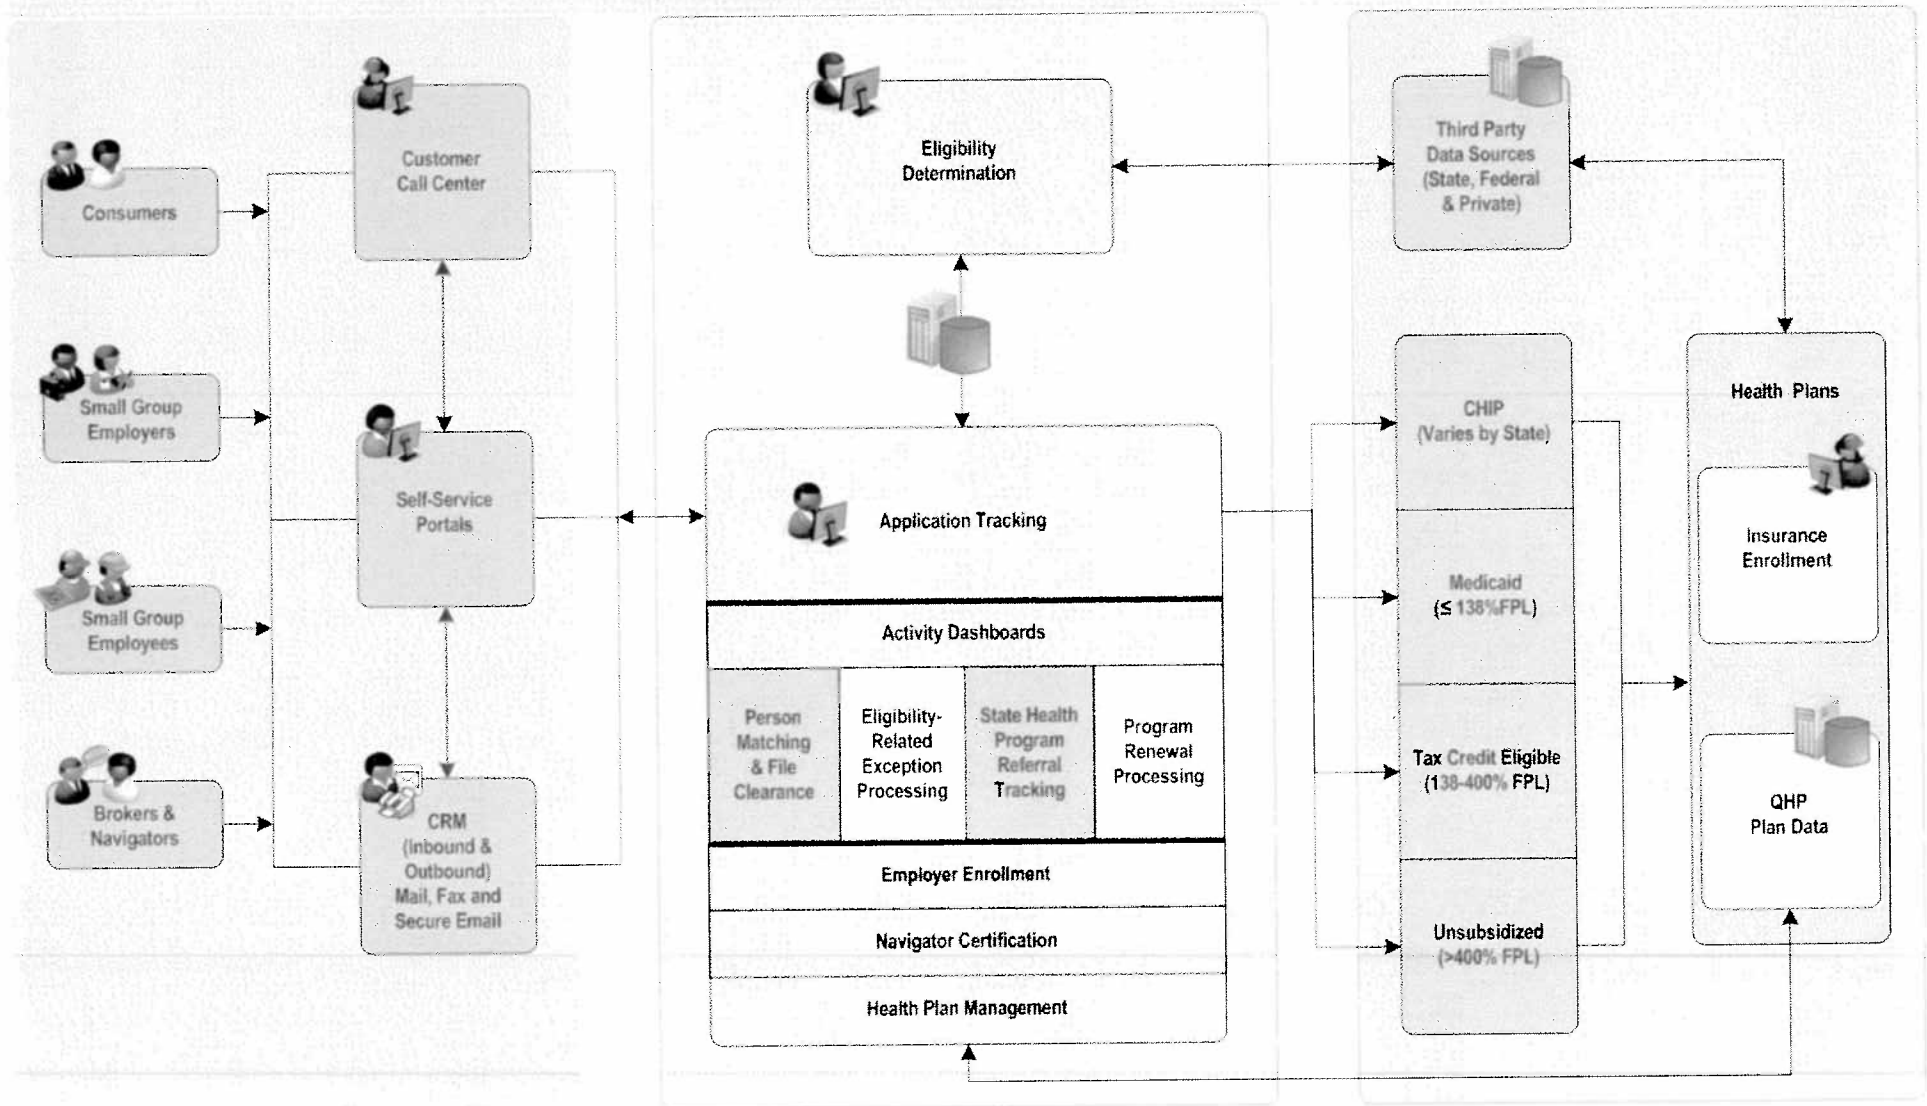 Consumers
Small Group
Employers
Small Group
Employees
Brokers &
Navigators
Customer
Call Center
Self-Service
Portals
CRM
(Inbound &
Outbound)
Mail, Fax and
Secure Email
Eligibility
Determination
Application Tracking
Activity Dashboards
Person
Matching
& File
Clearance
Eligibility-
Related
Exception
Processing
State Health
Program
Referral
Tracking
Program
Renewal
Processing
Employer Enrollment
Navigator Certification
Health Plan Management
Third Party
Data Sources
(State, Federal
& Private)
CHIP
(Varies by State)
Medicaid
(≤ 138%FPL)
Tax Credit Eligible
(138-400% FPL)
Unsubsidized
(>400% FPL)
Health Plans
Insurance
Enrollment
QHP
Plan Data